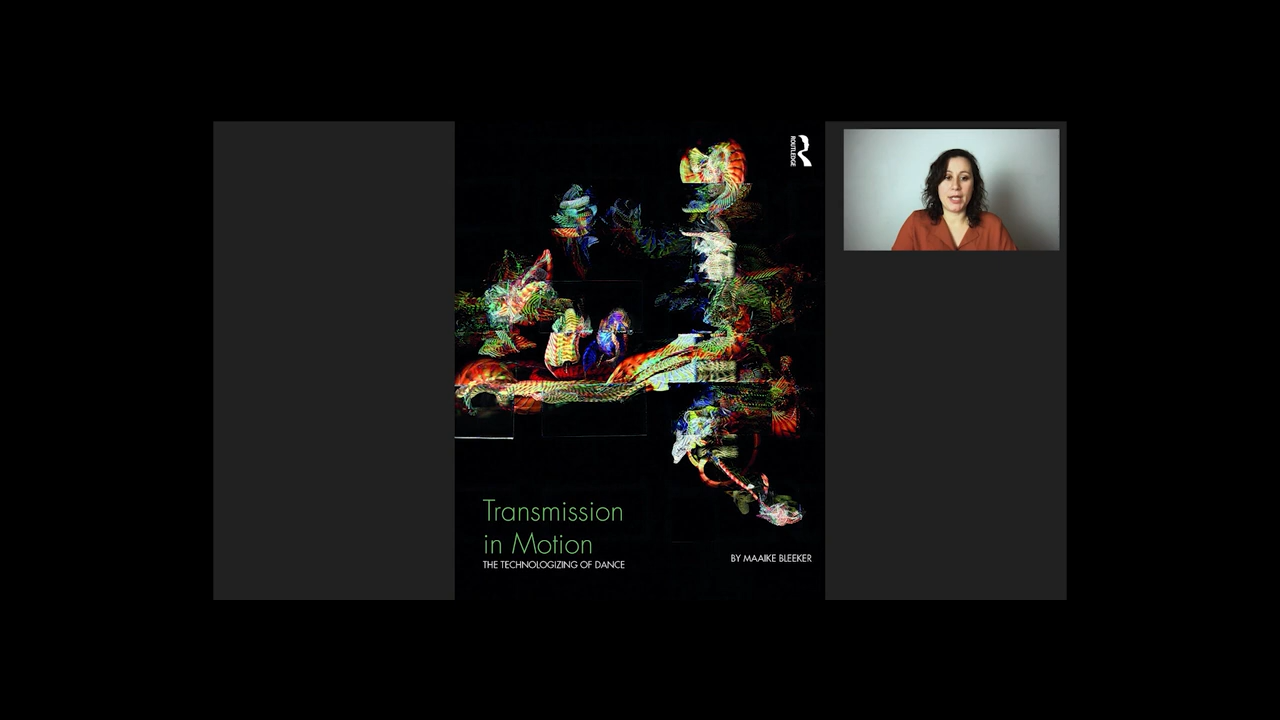 ROUTLEDGE
Transmission
in Motion
THE TECHNOLOGIZING OF DANCE
BY MAAIKE BLEEKER